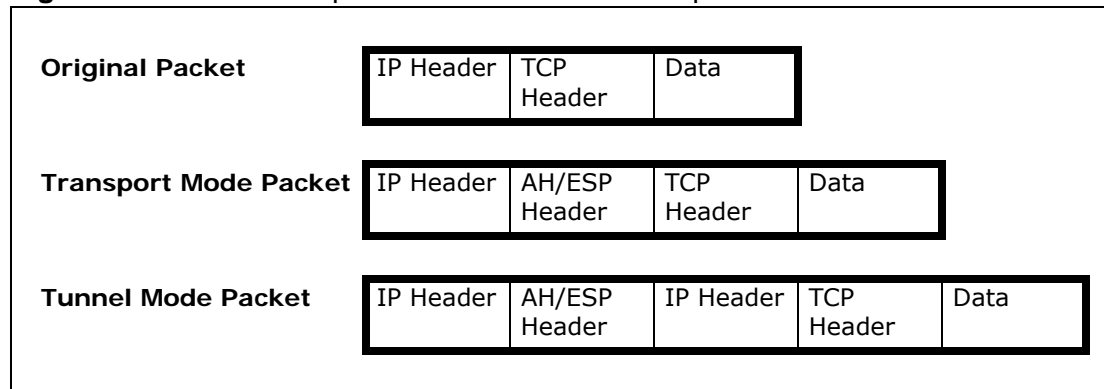 Original Packet IP Header TCP Header Data
Transport Mode Packet IP Header AH/ESP Header TCP Header Data
Tunnel Mode Packet IP Header AH/ESP Header IP Header TCP Header Data